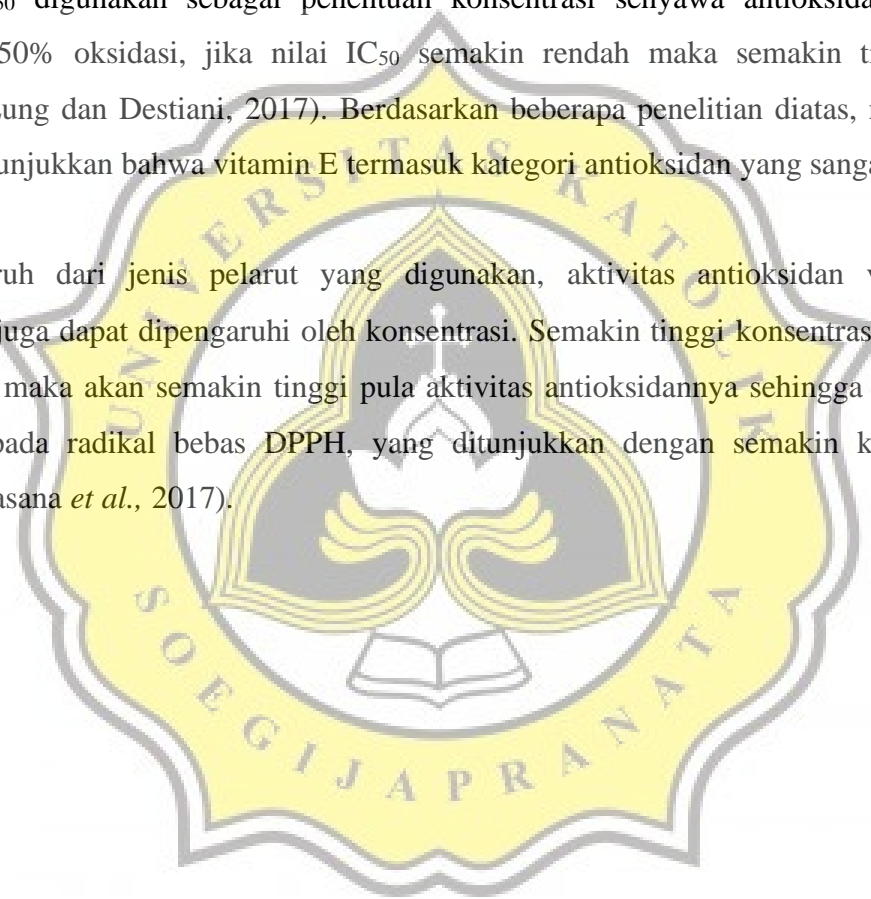 50 digunakan sebagai penentuan konsentrasi senyawa antioksida
50% oksidasi, jika nilai IC50 semakin rendah maka semakin t
ung dan Destiani, 2017). Berdasarkan beberapa penelitian diatas,
unjukkan bahwa vitamin E termasuk kategori antioksidan yang sanga
ruh dari jenis pelarut yang digunakan, aktivitas antioksidan v
juga dapat dipengaruhi oleh konsentrasi. Semakin tinggi konsentras
maka akan semakin tinggi pula aktivitas antioksidannya sehingga
pada radikal bebas DPPH, yang ditunjukkan dengan semakin k
asana et al., 2017).
UNIVERSITAS KATOLIK
SOEGIJAPRANATA